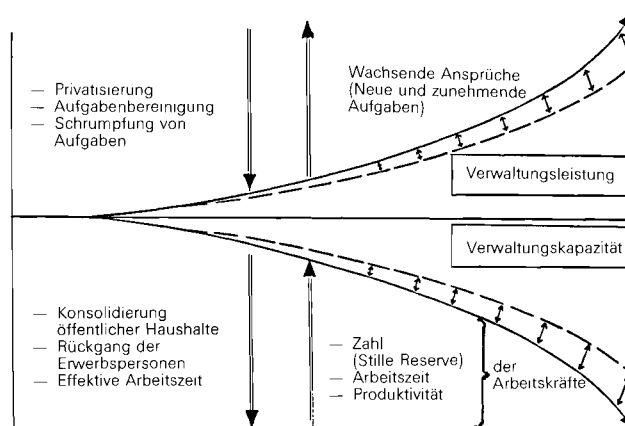 — Privatisierung
— Aufgabenbereinigung
— Schrumpfung von
Aufgaben
Wachsende Ansprüche
(Neue und zunehmende
Aufgaben)
Verwaltungsleistung
Verwaltungskapazität
— Konsolidierung
öffentlicher Haushalte
— Rückgang der
Erwerbspersonen
— Effektive Arbeitszeit
— Zahl
(Stille Reserve)
— Arbeitszeit
— Produktivität
der
Arbeitskräfte